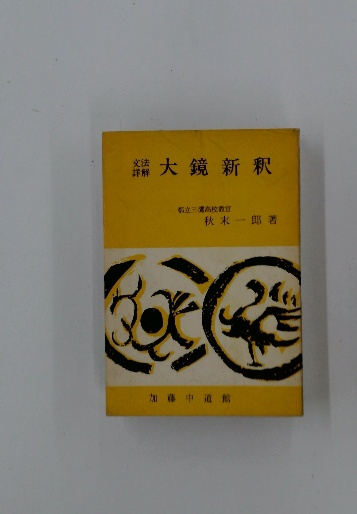 文法詳解 大鏡新釈
都立三鷹高校教官
秋末一郎著
加藤中道館